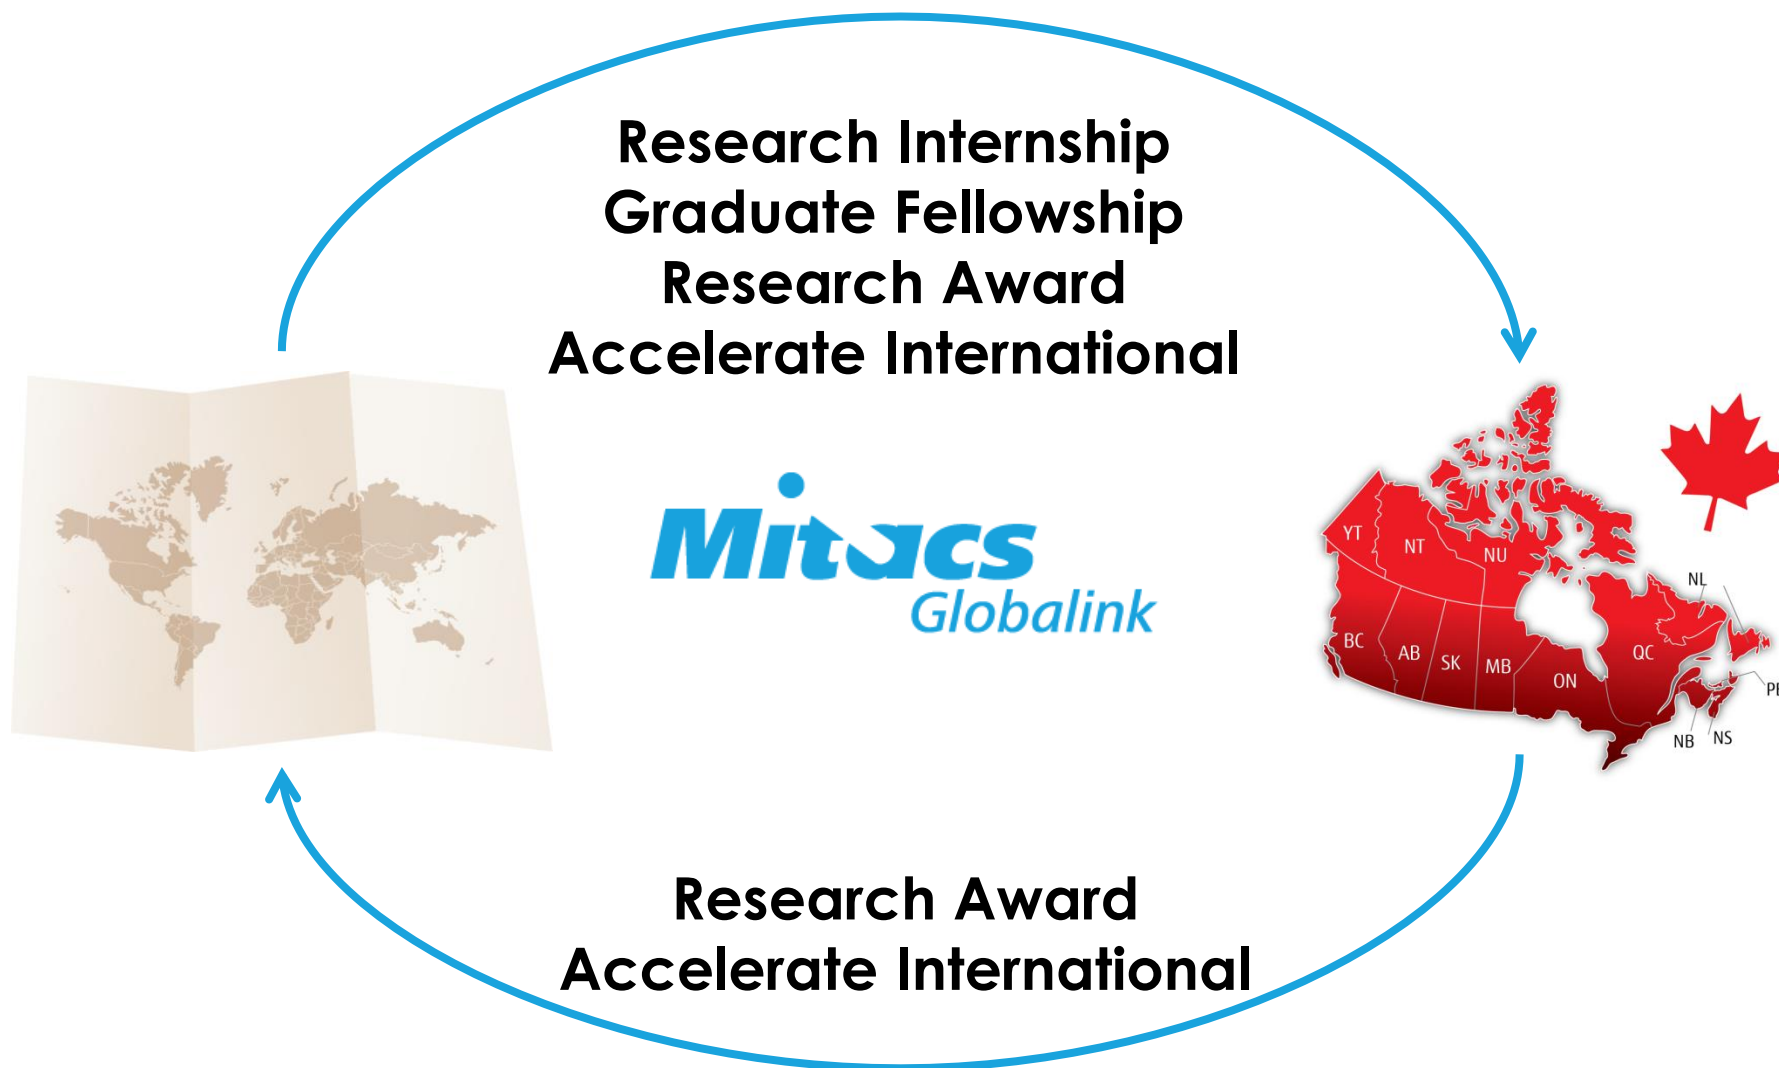 Research Internship
Graduate Fellowship
Research Award
Accelerate International
Mitacs
Globalink
YT
NT
NU
NL
BC
AB
SK
MB
ON
QC
NB
NS
Research Award
Accelerate International